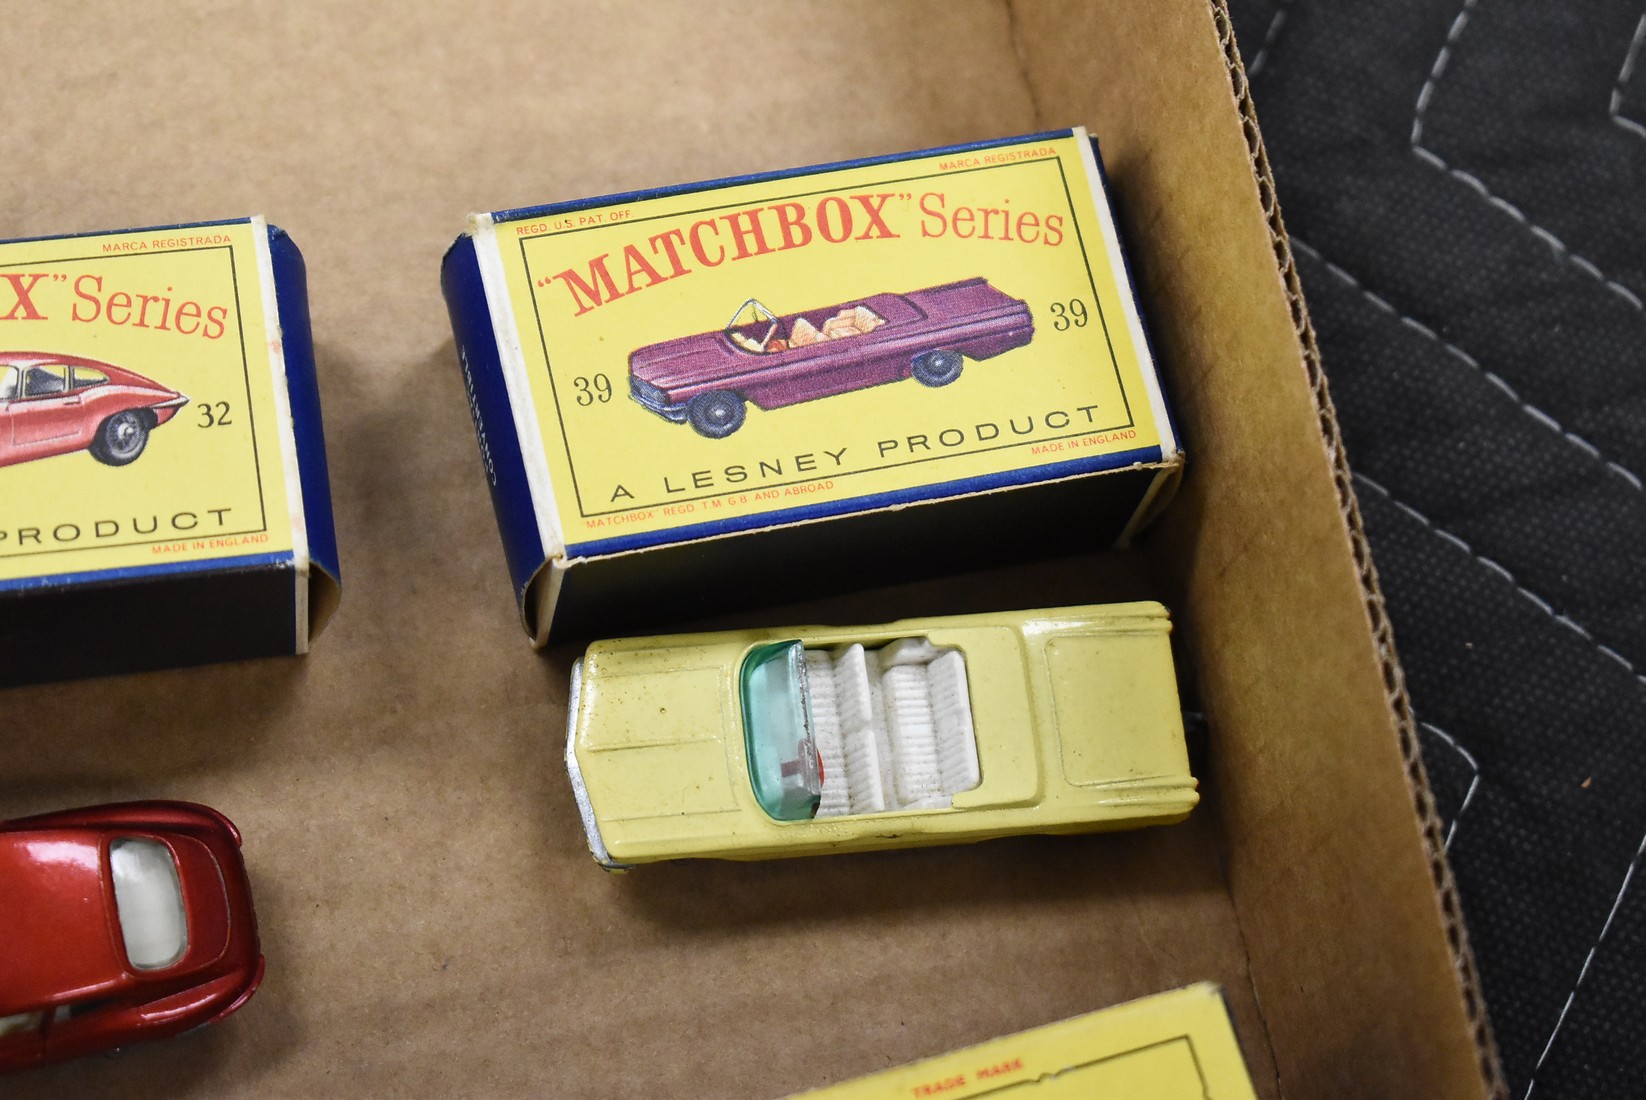 MARCA REGISTRADA
X" Series
32
PRODUCT
MADE IN ENGLAND
REGD. U.S. PAT. OFF.
MARCA REGISTRADA
"MATCHBOX" Series
39
39
A LESNEY PRODUCT
MADE IN ENGLAND
"MATCHBOX" REGD. T.M. G.B. AND ABROAD
TRADE MARK